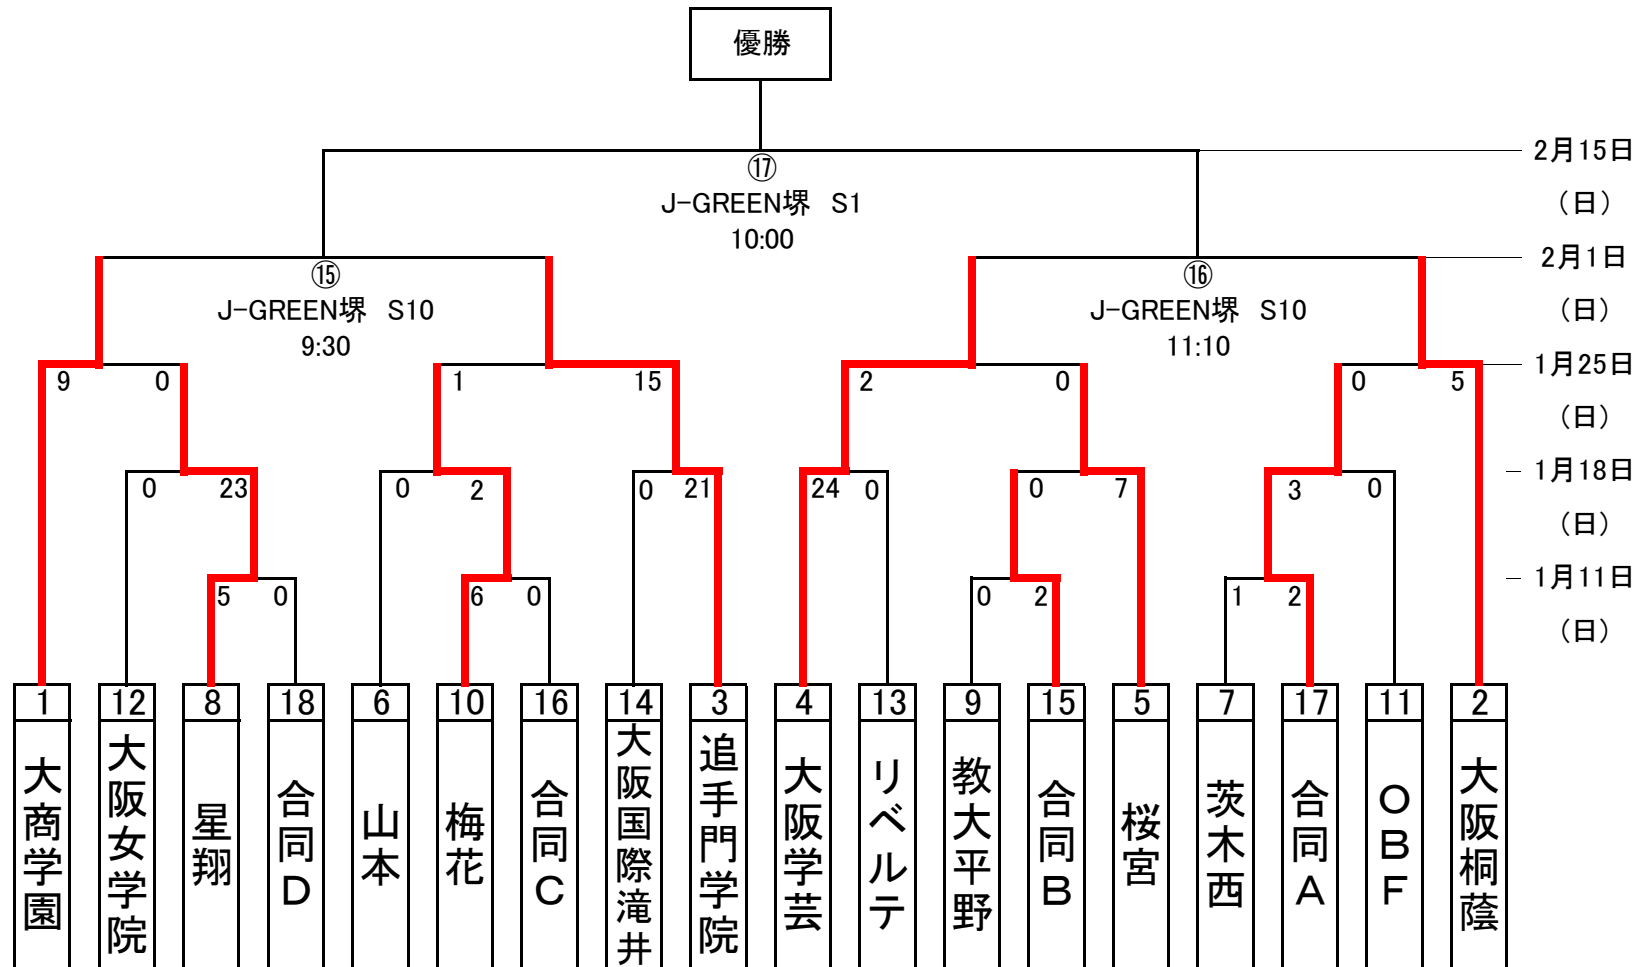 優勝
2月15日
⑰
J-GREEN堺 S1
(日)
10:00
2月1日
⑮
⑯
J-GREEN堺 S10
J-GREEN堺 S10
(日)
9:30
11:10
9 0 1 15 2 0 0 5
1月25日
(日)
0 23 0 2 0 21 24 0 0 7 3 0
1月18日
(日)
5 0 6 0 0 2 1 2
1月11日
(日)
1 12 8 18 6 10 16 14 3 4 13 9 15 5 7 17 11 2
大商学園
大阪女学院
星翔
合同D
山本
梅花
合同C
大阪国際滝井
追手門学院
大阪学芸
リベルテ
教大平野
合同B
桜宮
茨木西
合同A
OBF
大阪桐蔭